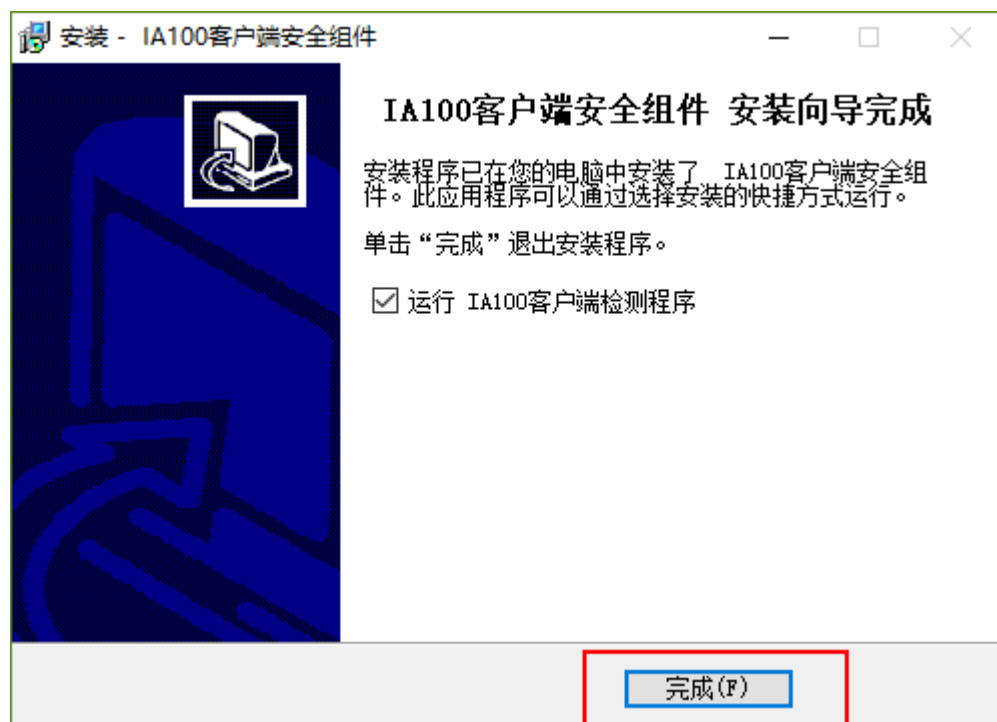 安装 - IA100客户端安全组件
IA100客户端安全组件 安装向导完成
安装程序已在您的电脑中安装了 IA100客户端安全组
件。此应用程序可以通过选择安装的快捷方式运行。
单击“完成”退出安装程序。
运行 IA100客户端检测程序
完成(F)